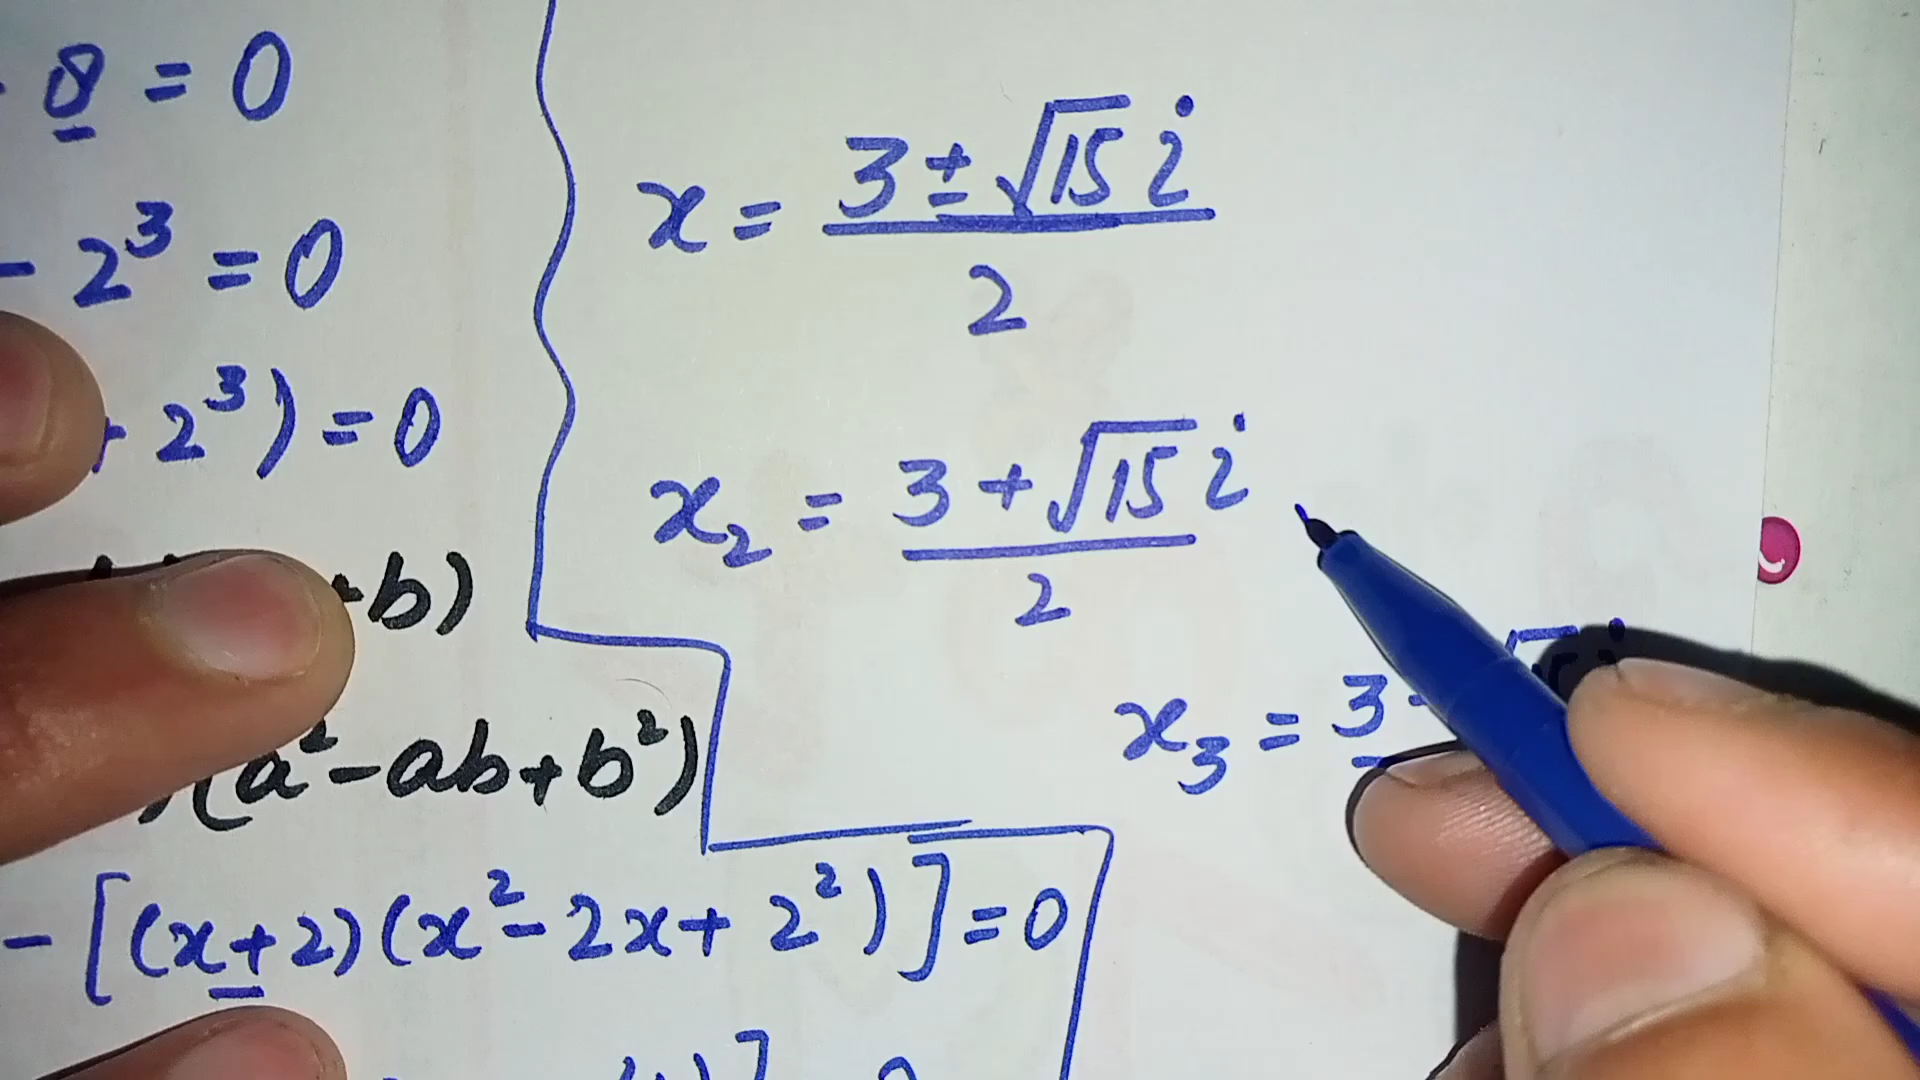 8 = 0
- 2³ = 0
+ 2³) = 0
+b)
(a² - ab + b²)
- [(x + 2)(x² - 2x + 2²)] = 0
x = (3 ± √15 i) / 2
x₂ = (3 + √15 i) / 2
x₃ = 3 -